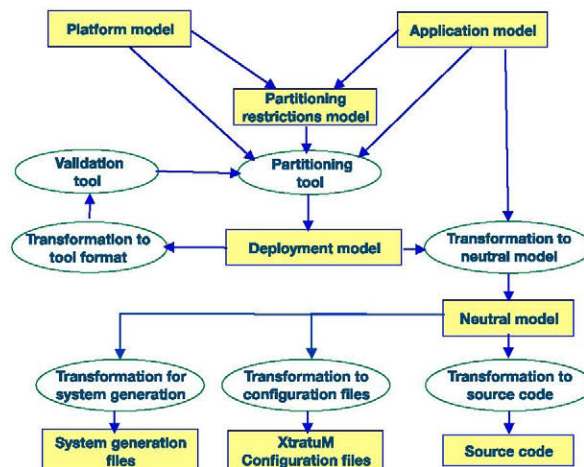 Platform model
Application model
Partitioning
restrictions model
Validation
tool
Partitioning
tool
Transformation to
tool format
Deployment model
Transformation to
neutral model
Neutral model
Transformation for
system generation
Transformation to
configuration files
Transformation to
source code
System generation
files
XtratuM
Configuration files
Source code